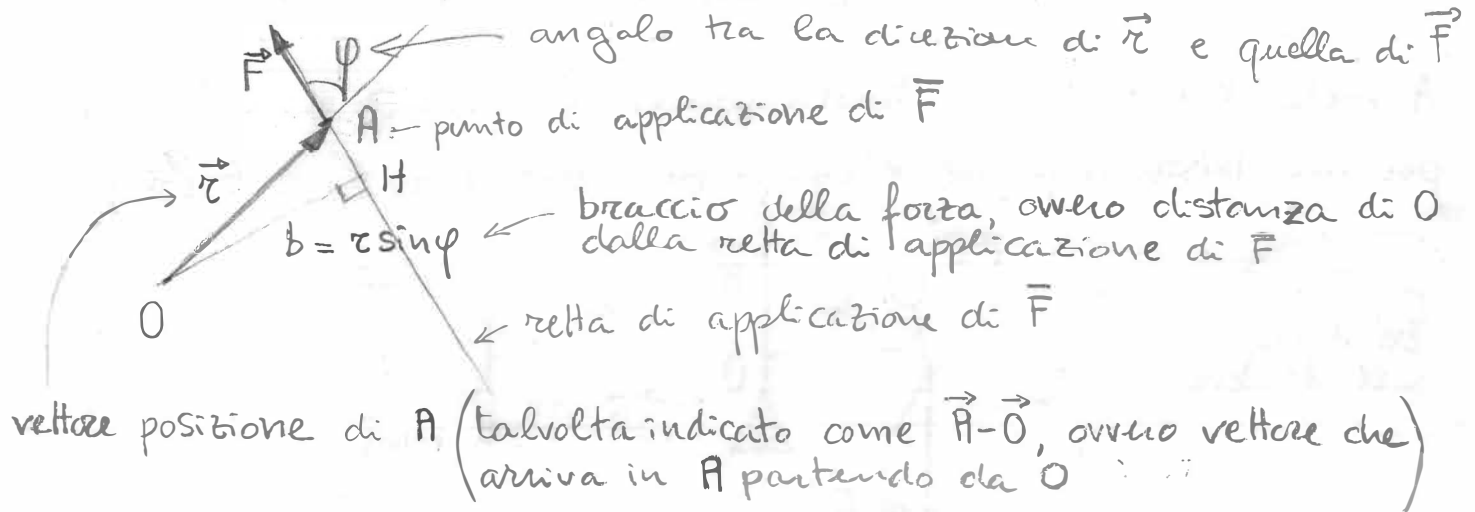 F⃗ φ angolo tra la direzione di r⃗ e quella di F⃗
A punto di applicazione di F̅
r⃗ H
b = r sinφ braccio della forza, ovvero distanza di O
dalla retta di applicazione di F̅
O retta di applicazione di F̅
vettore posizione di A (talvolta indicato come A⃗-O⃗, ovvero vettore che
arriva in A partendo da O)